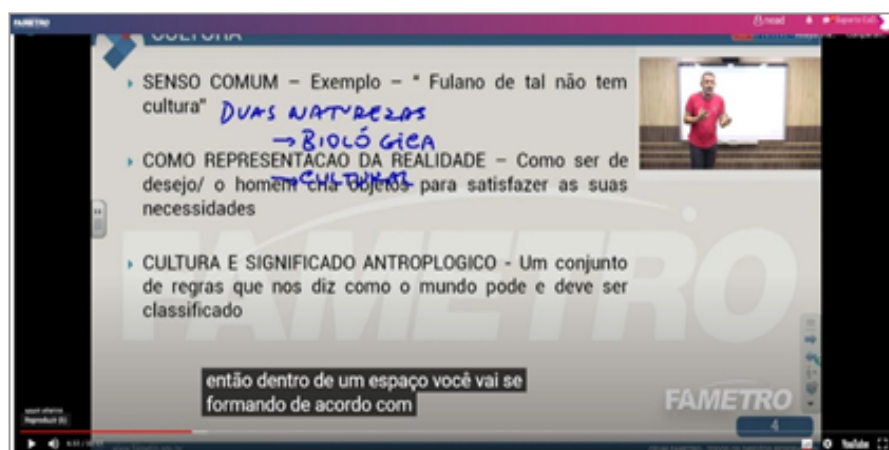 FAMETRO
nead
CULTURA
SENSO COMUM – Exemplo – “ Fulano de tal não tem
cultura"
DUAS NATUREZAS
→ BIOLÓGICA
COMO REPRESENTACAO DA REALIDADE – Como ser de
→ CULTURAL
desejo/ o homem cria objetos para satisfazer as suas
necessidades
CULTURA E SIGNIFICADO ANTROPLOGICO - Um conjunto
de regras que nos diz como o mundo pode e deve ser
classificado
FAMETRO
então dentro de um espaço você vai se
formando de acordo com
FAMETRO
4
YouTube